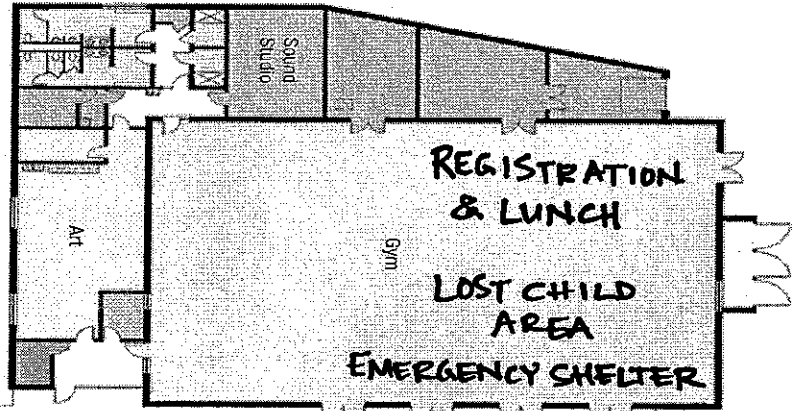 Sound
Studio
REGISTRATION
& LUNCH
Art
Gym
LOST CHILD
AREA
EMERGENCY SHELTER